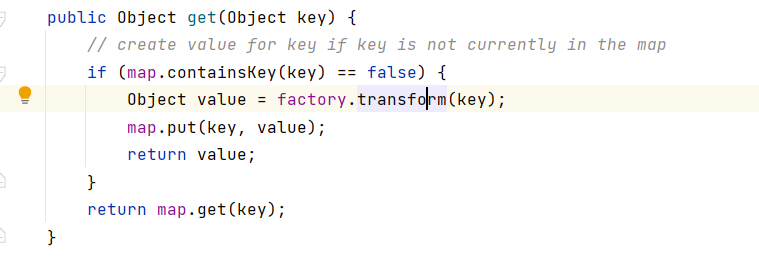 public Object get(Object key) {
    // create value for key if key is not currently in the map
    if (map.containsKey(key) == false) {
        Object value = factory.transform(key);
        map.put(key, value);
        return value;
    }
    return map.get(key);
}